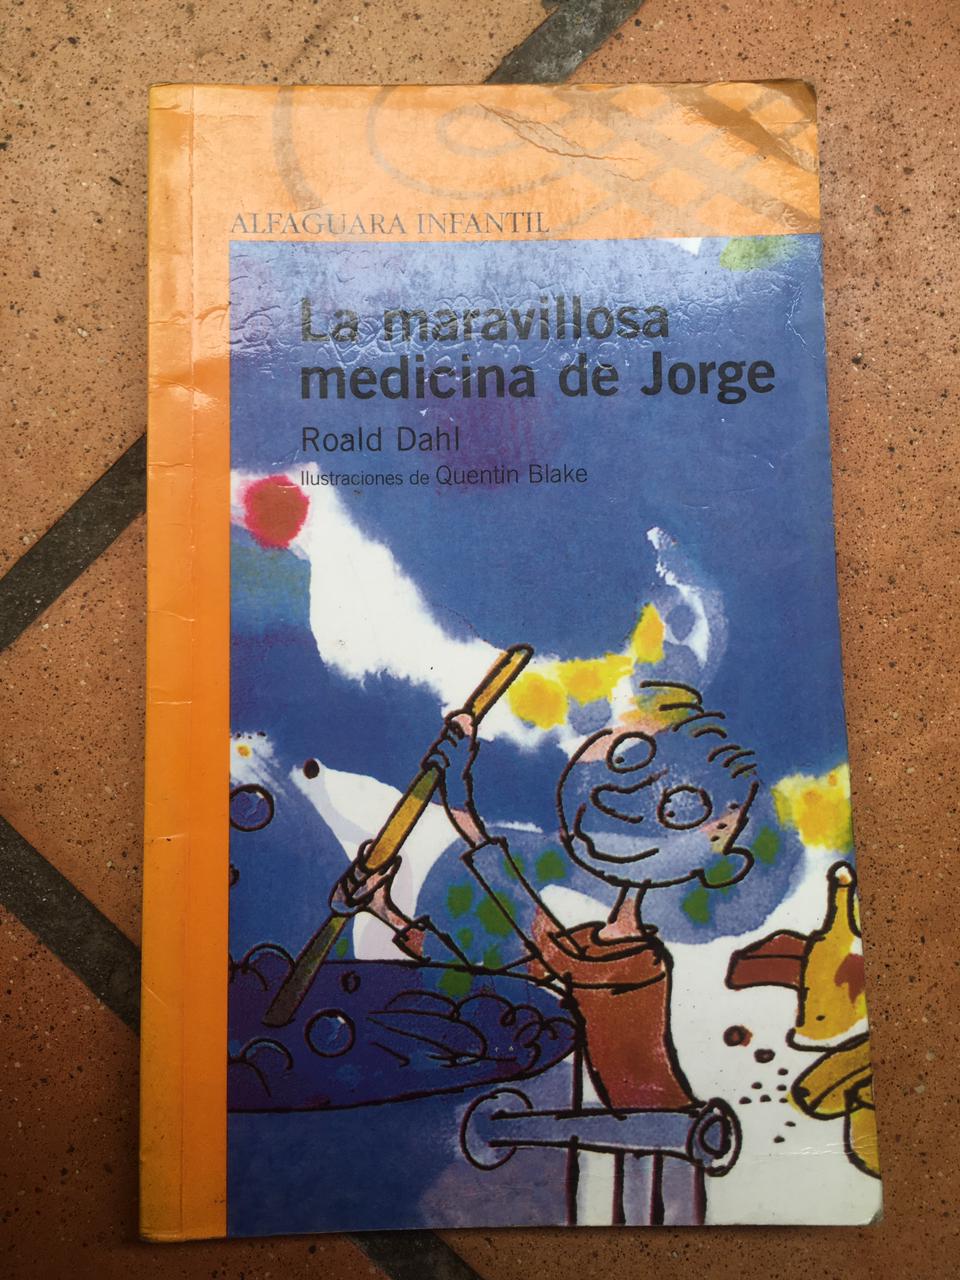 ALFAGUARA INFANTIL
La maravillosa
medicina de Jorge
Roald Dahl
Ilustraciones de Quentin Blake